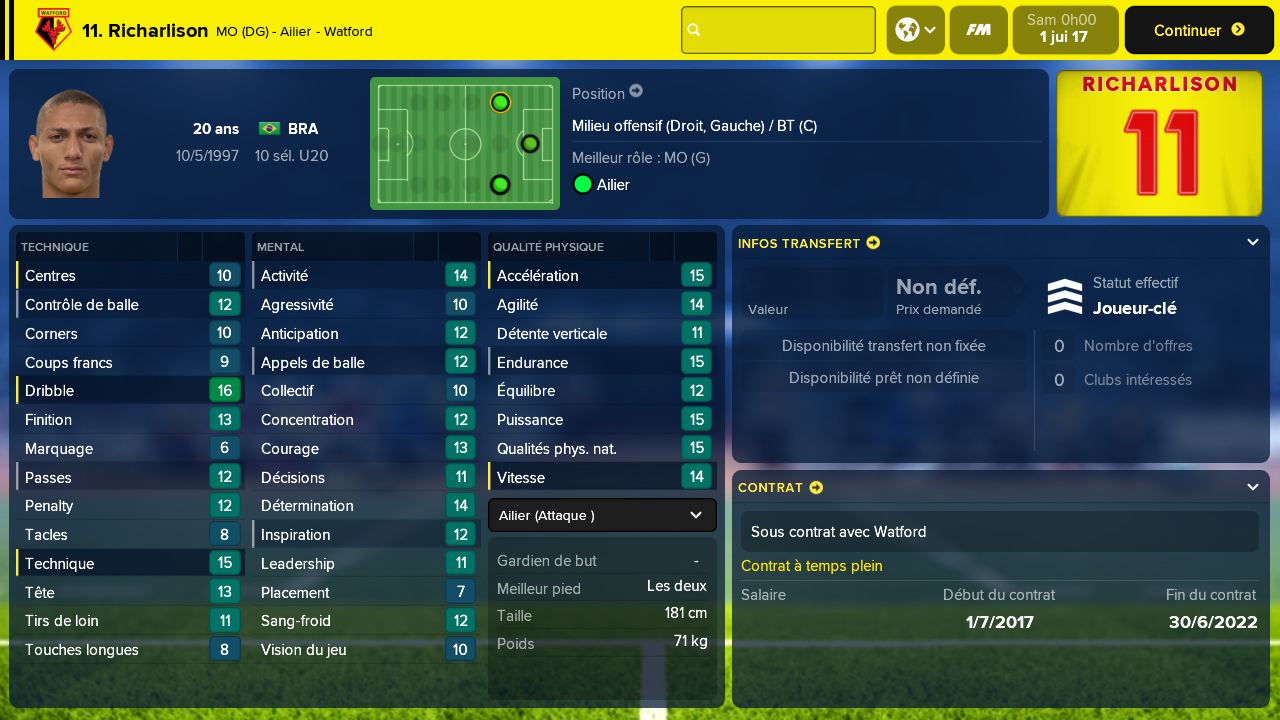 WATFORD
11. Richarlison MO (DG) - Ailier - Watford
FM
Sam 0h00
1 jui 17
Continuer
20 ans
BRA
10/5/1997
10 sél. U20
Position
Milieu offensif (Droit, Gauche) / BT (C)
Meilleur rôle : MO (G)
Ailier
RICHARLISON
11
TECHNIQUE
Centres 10
Contrôle de balle 12
Corners 10
Coups francs 9
Dribble 16
Finition 13
Marquage 6
Passes 12
Penalty 12
Tacles 8
Technique 15
Tête 13
Tirs de loin 11
Touches longues 8
MENTAL
Activité 14
Agressivité 10
Anticipation 12
Appels de balle 12
Collectif 10
Concentration 12
Courage 13
Décisions 11
Détermination 14
Inspiration 12
Leadership 11
Placement 7
Sang-froid 12
Vision du jeu 10
QUALITÉ PHYSIQUE
Accélération 15
Agilité 14
Détente verticale 11
Endurance 15
Équilibre 12
Puissance 15
Qualités phys. nat. 15
Vitesse 14
Ailier (Attaque )
Gardien de but -
Meilleur pied Les deux
Taille 181 cm
Poids 71 kg
INFOS TRANSFERT
Valeur
Non déf.
Prix demandé
Statut effectif
Joueur-clé
Disponibilité transfert non fixée
Disponibilité prêt non définie
0 Nombre d'offres
0 Clubs intéressés
CONTRAT
Sous contrat avec Watford
Contrat à temps plein
Salaire Début du contrat Fin du contrat
1/7/2017 30/6/2022